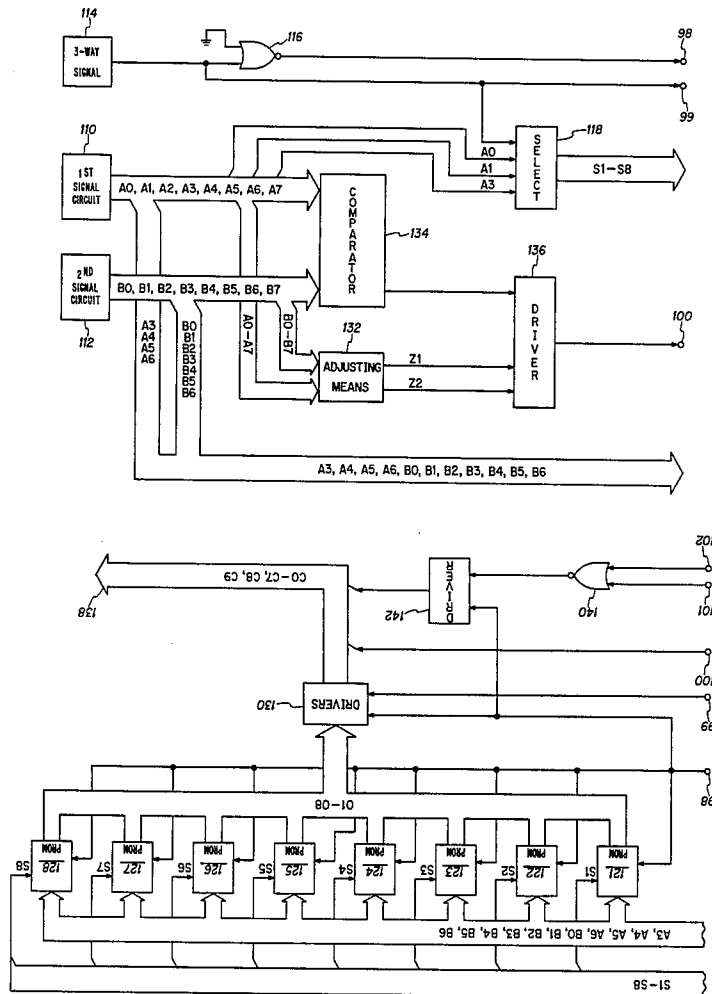 114
3-WAY
SIGNAL
116
98
99
110
1ST
SIGNAL
CIRCUIT
A0, A1, A2, A3, A4, A5, A6, A7
A0
A1
A3
SELECT
118
S1-S8
COMPARATOR
134
2ND
SIGNAL
CIRCUIT
112
B0, B1, B2, B3, B4, B5, B6, B7
A3
A4
A5
A6
B0
B1
B2
B3
B4
B5
B6
A0-A7
B0-B7
132
ADJUSTING
MEANS
Z1
Z2
136
DRIVER
100
A3, A4, A5, A6, B0, B1, B2, B3, B4, B5, B6
138
C0-C7, C8, C9
DRIVER
142
140
102
101
100
99
98
DRIVERS
130
O1-O8
S8
128
PROM
S7
127
PROM
S6
126
PROM
S5
125
PROM
S4
124
PROM
S3
123
PROM
S2
122
PROM
S1
121
PROM
A3, A4, A5, A6, B0, B1, B2, B3, B4, B5, B6
S1-S8